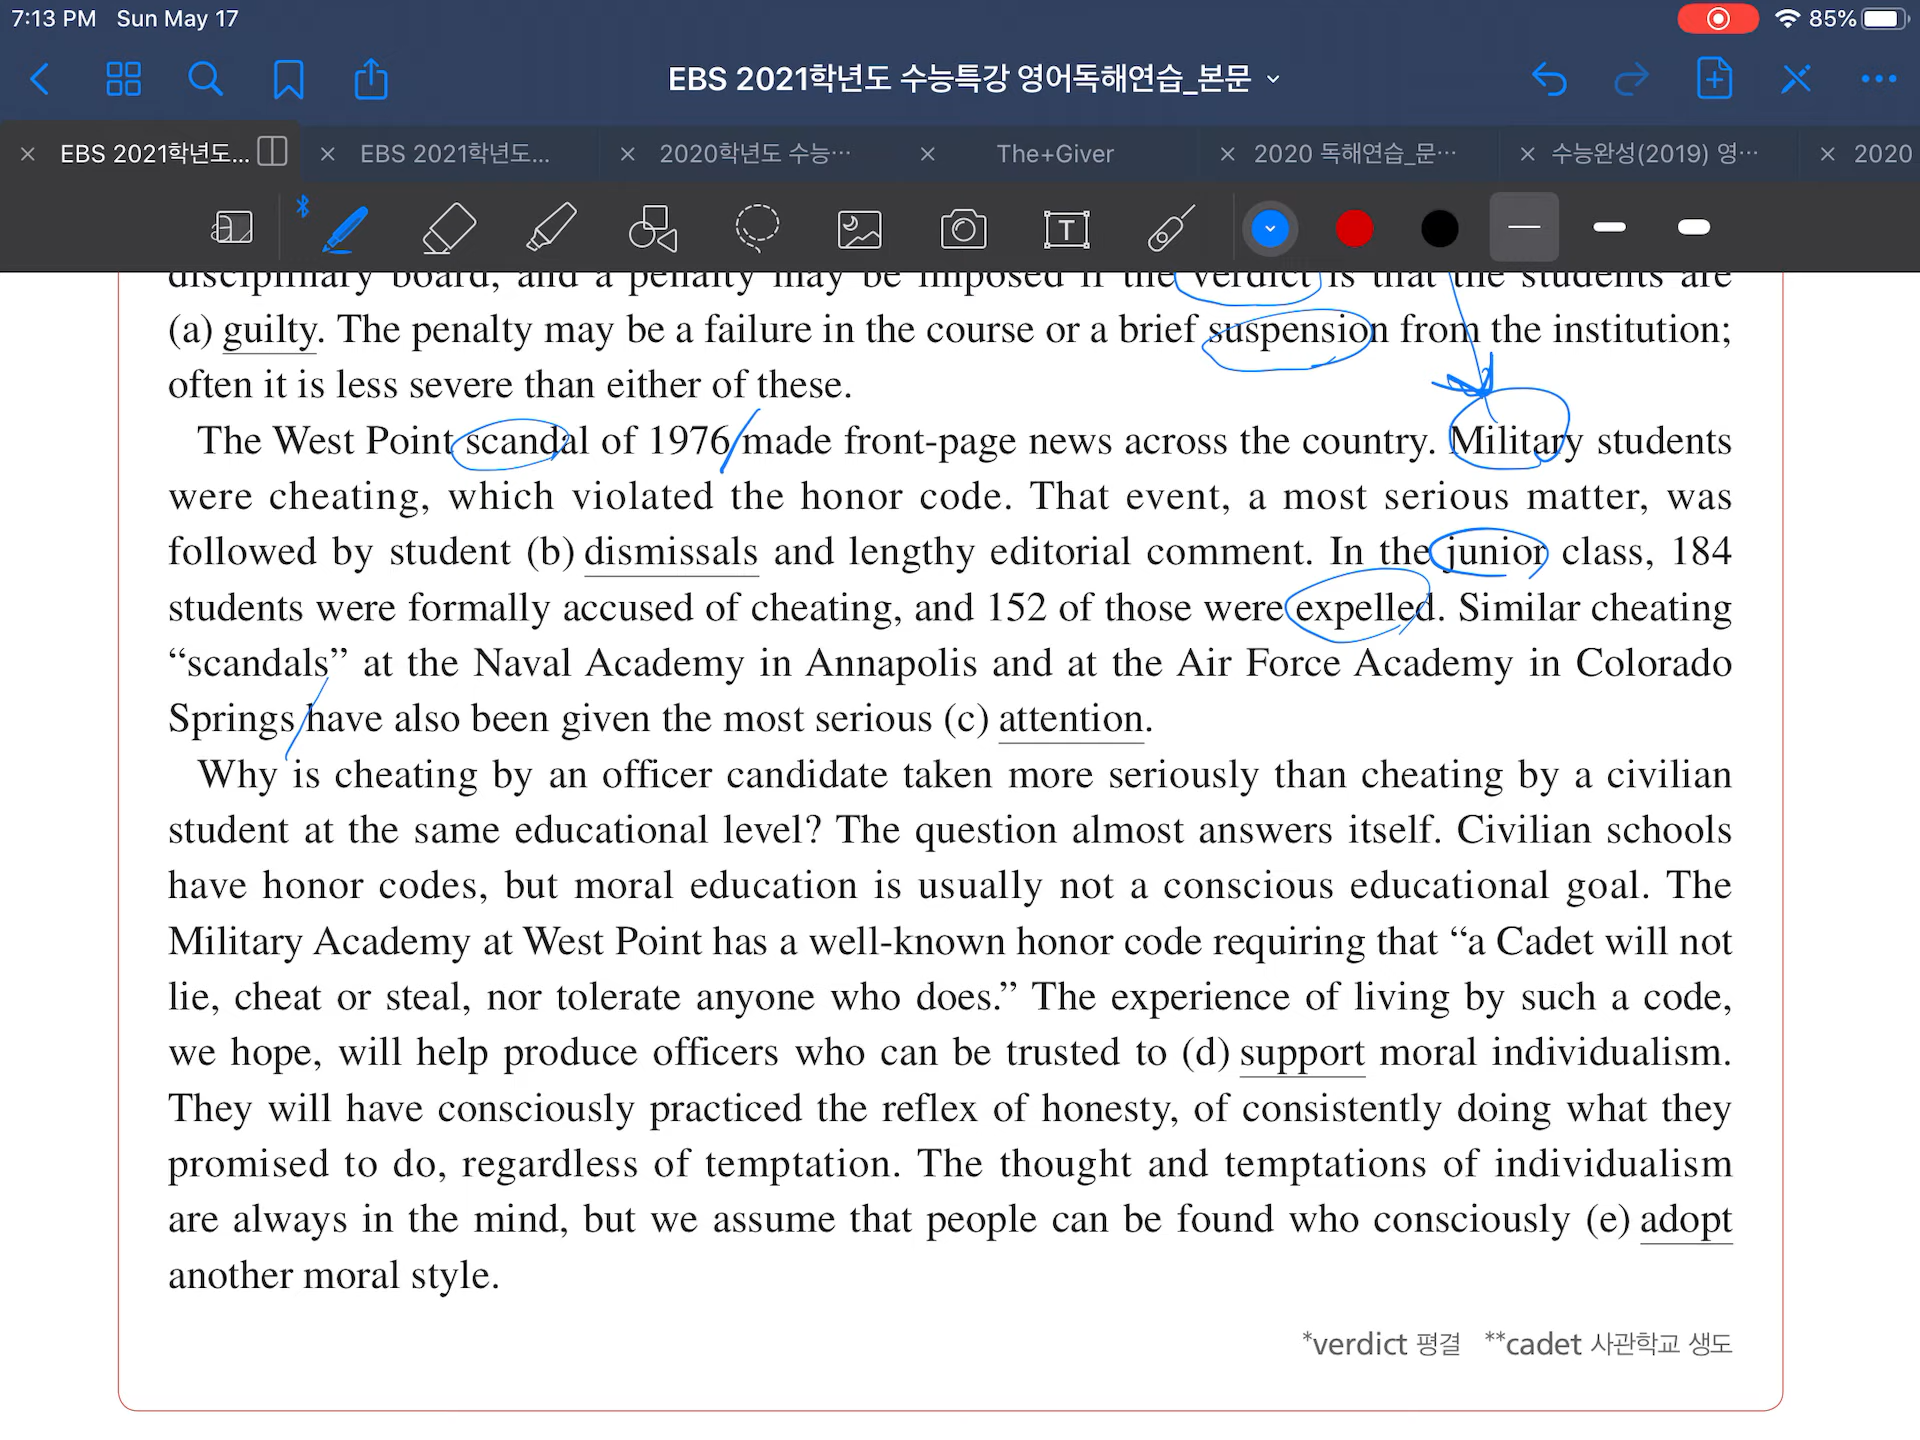 7:13 PM Sun May 17
85%
EBS 2021학년도 수능특강 영어독해연습_본문
EBS 2021학년도...
EBS 2021학년도...
2020학년도 수능...
The+Giver
2020 독해연습_문...
수능완성(2019) 영...
2020
T
disciplinary board, and a penalty may be imposed if the verdict is that the students are
(a) guilty. The penalty may be a failure in the course or a brief suspension from the institution;
often it is less severe than either of these.
The West Point scandal of 1976 made front-page news across the country. Military students
were cheating, which violated the honor code. That event, a most serious matter, was
followed by student (b) dismissals and lengthy editorial comment. In the junior class, 184
students were formally accused of cheating, and 152 of those were expelled. Similar cheating
“scandals” at the Naval Academy in Annapolis and at the Air Force Academy in Colorado
Springs have also been given the most serious (c) attention.
Why is cheating by an officer candidate taken more seriously than cheating by a civilian
student at the same educational level? The question almost answers itself. Civilian schools
have honor codes, but moral education is usually not a conscious educational goal. The
Military Academy at West Point has a well-known honor code requiring that “a Cadet will not
lie, cheat or steal, nor tolerate anyone who does.” The experience of living by such a code,
we hope, will help produce officers who can be trusted to (d) support moral individualism.
They will have consciously practiced the reflex of honesty, of consistently doing what they
promised to do, regardless of temptation. The thought and temptations of individualism
are always in the mind, but we assume that people can be found who consciously (e) adopt
another moral style.
*verdict 평결 **cadet 사관학교 생도